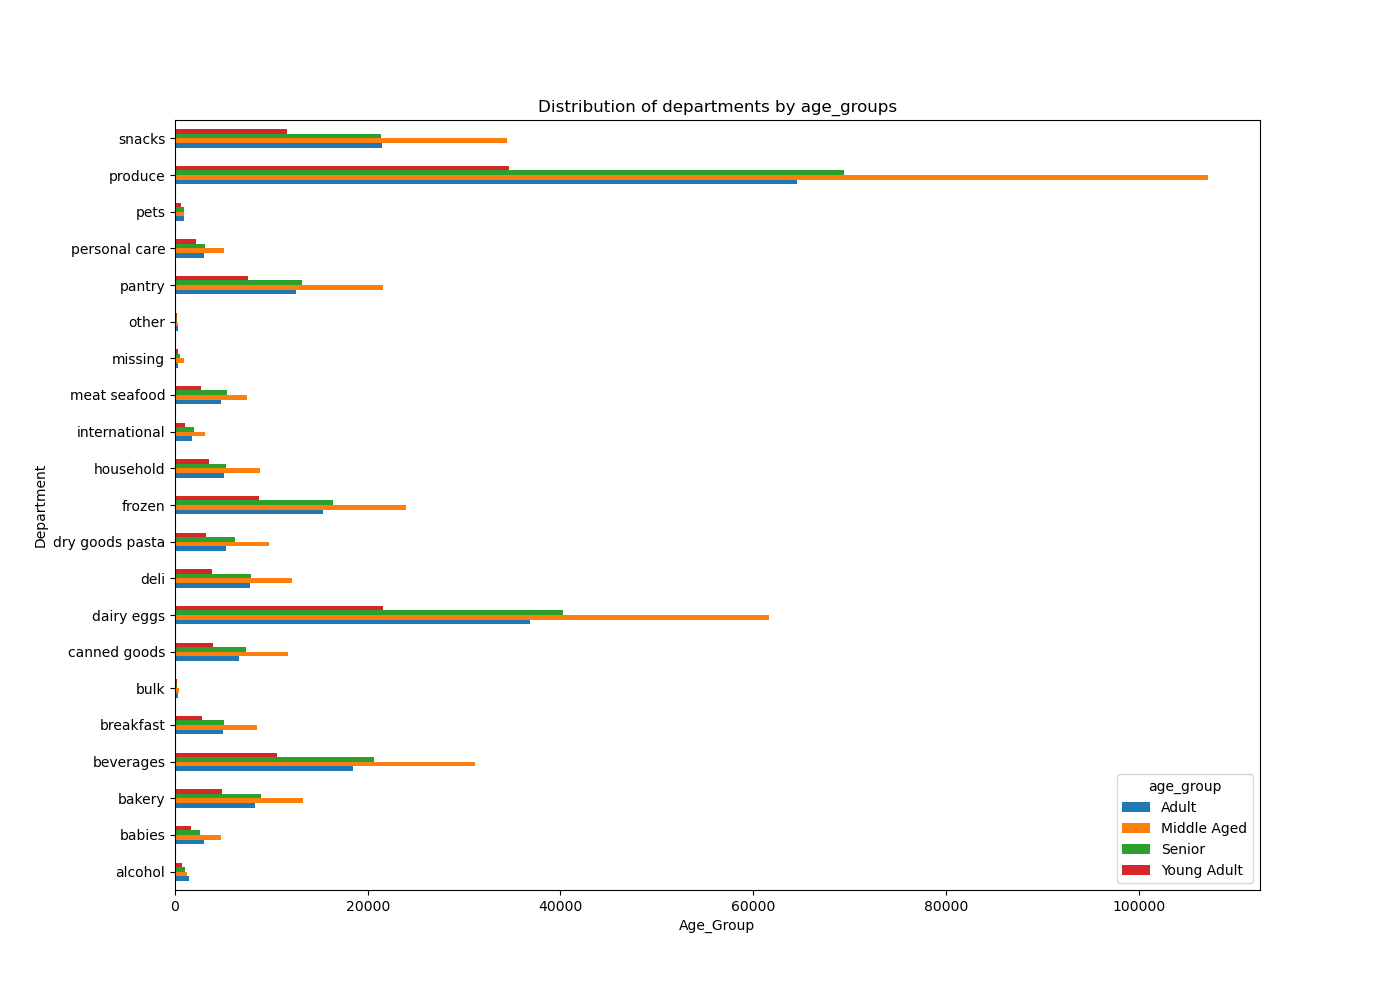 Distribution of departments by age_groups
snacks
produce
pets
personal care
pantry
other
missing
meat seafood
international
household
frozen
dry goods pasta
deli
dairy eggs
canned goods
bulk
breakfast
beverages
bakery
babies
alcohol
Department
0 20000 40000 60000 80000 100000
Age_Group
age_group
Adult
Middle Aged
Senior
Young Adult